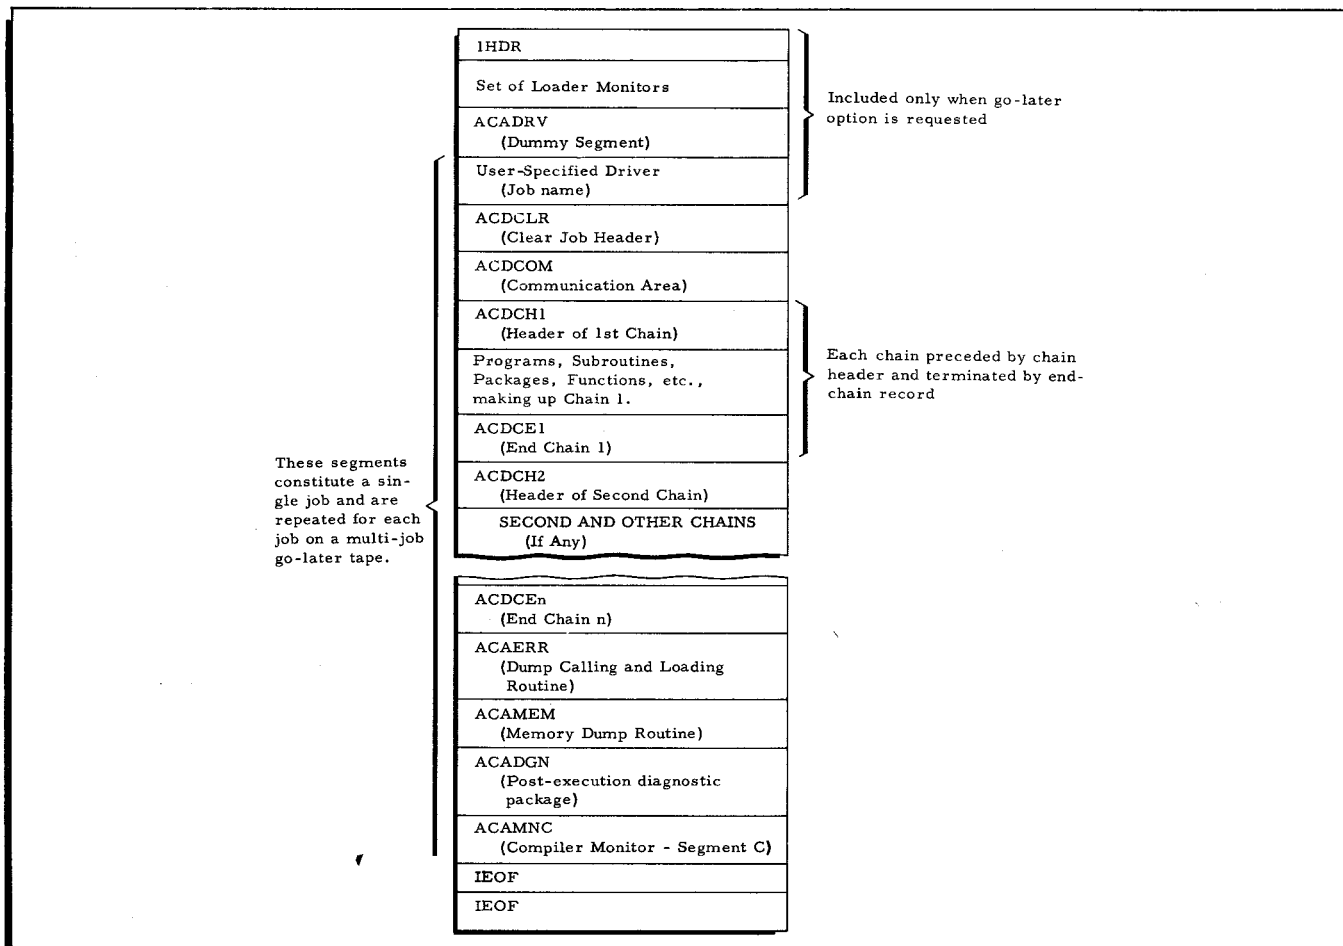 1HDR
Set of Loader Monitors
ACADRV
(Dummy Segment)
User-Specified Driver
(Job name)
ACDCLR
(Clear Job Header)
ACDCOM
(Communication Area)
ACDCH1
(Header of 1st Chain)
Programs, Subroutines,
Packages, Functions, etc.,
making up Chain 1.
ACDCE1
(End Chain 1)
ACDCH2
(Header of Second Chain)
SECOND AND OTHER CHAINS
(If Any)
ACDCEn
(End Chain n)
ACAERR
(Dump Calling and Loading
Routine)
ACAMEM
(Memory Dump Routine)
ACADGN
(Post-execution diagnostic
package)
ACAMNC
(Compiler Monitor - Segment C)
1EOF
1EOF
Included only when go-later
option is requested
Each chain preceded by chain
header and terminated by end-
chain record
These segments
constitute a sin-
gle job and are
repeated for each
job on a multi-job
go-later tape.